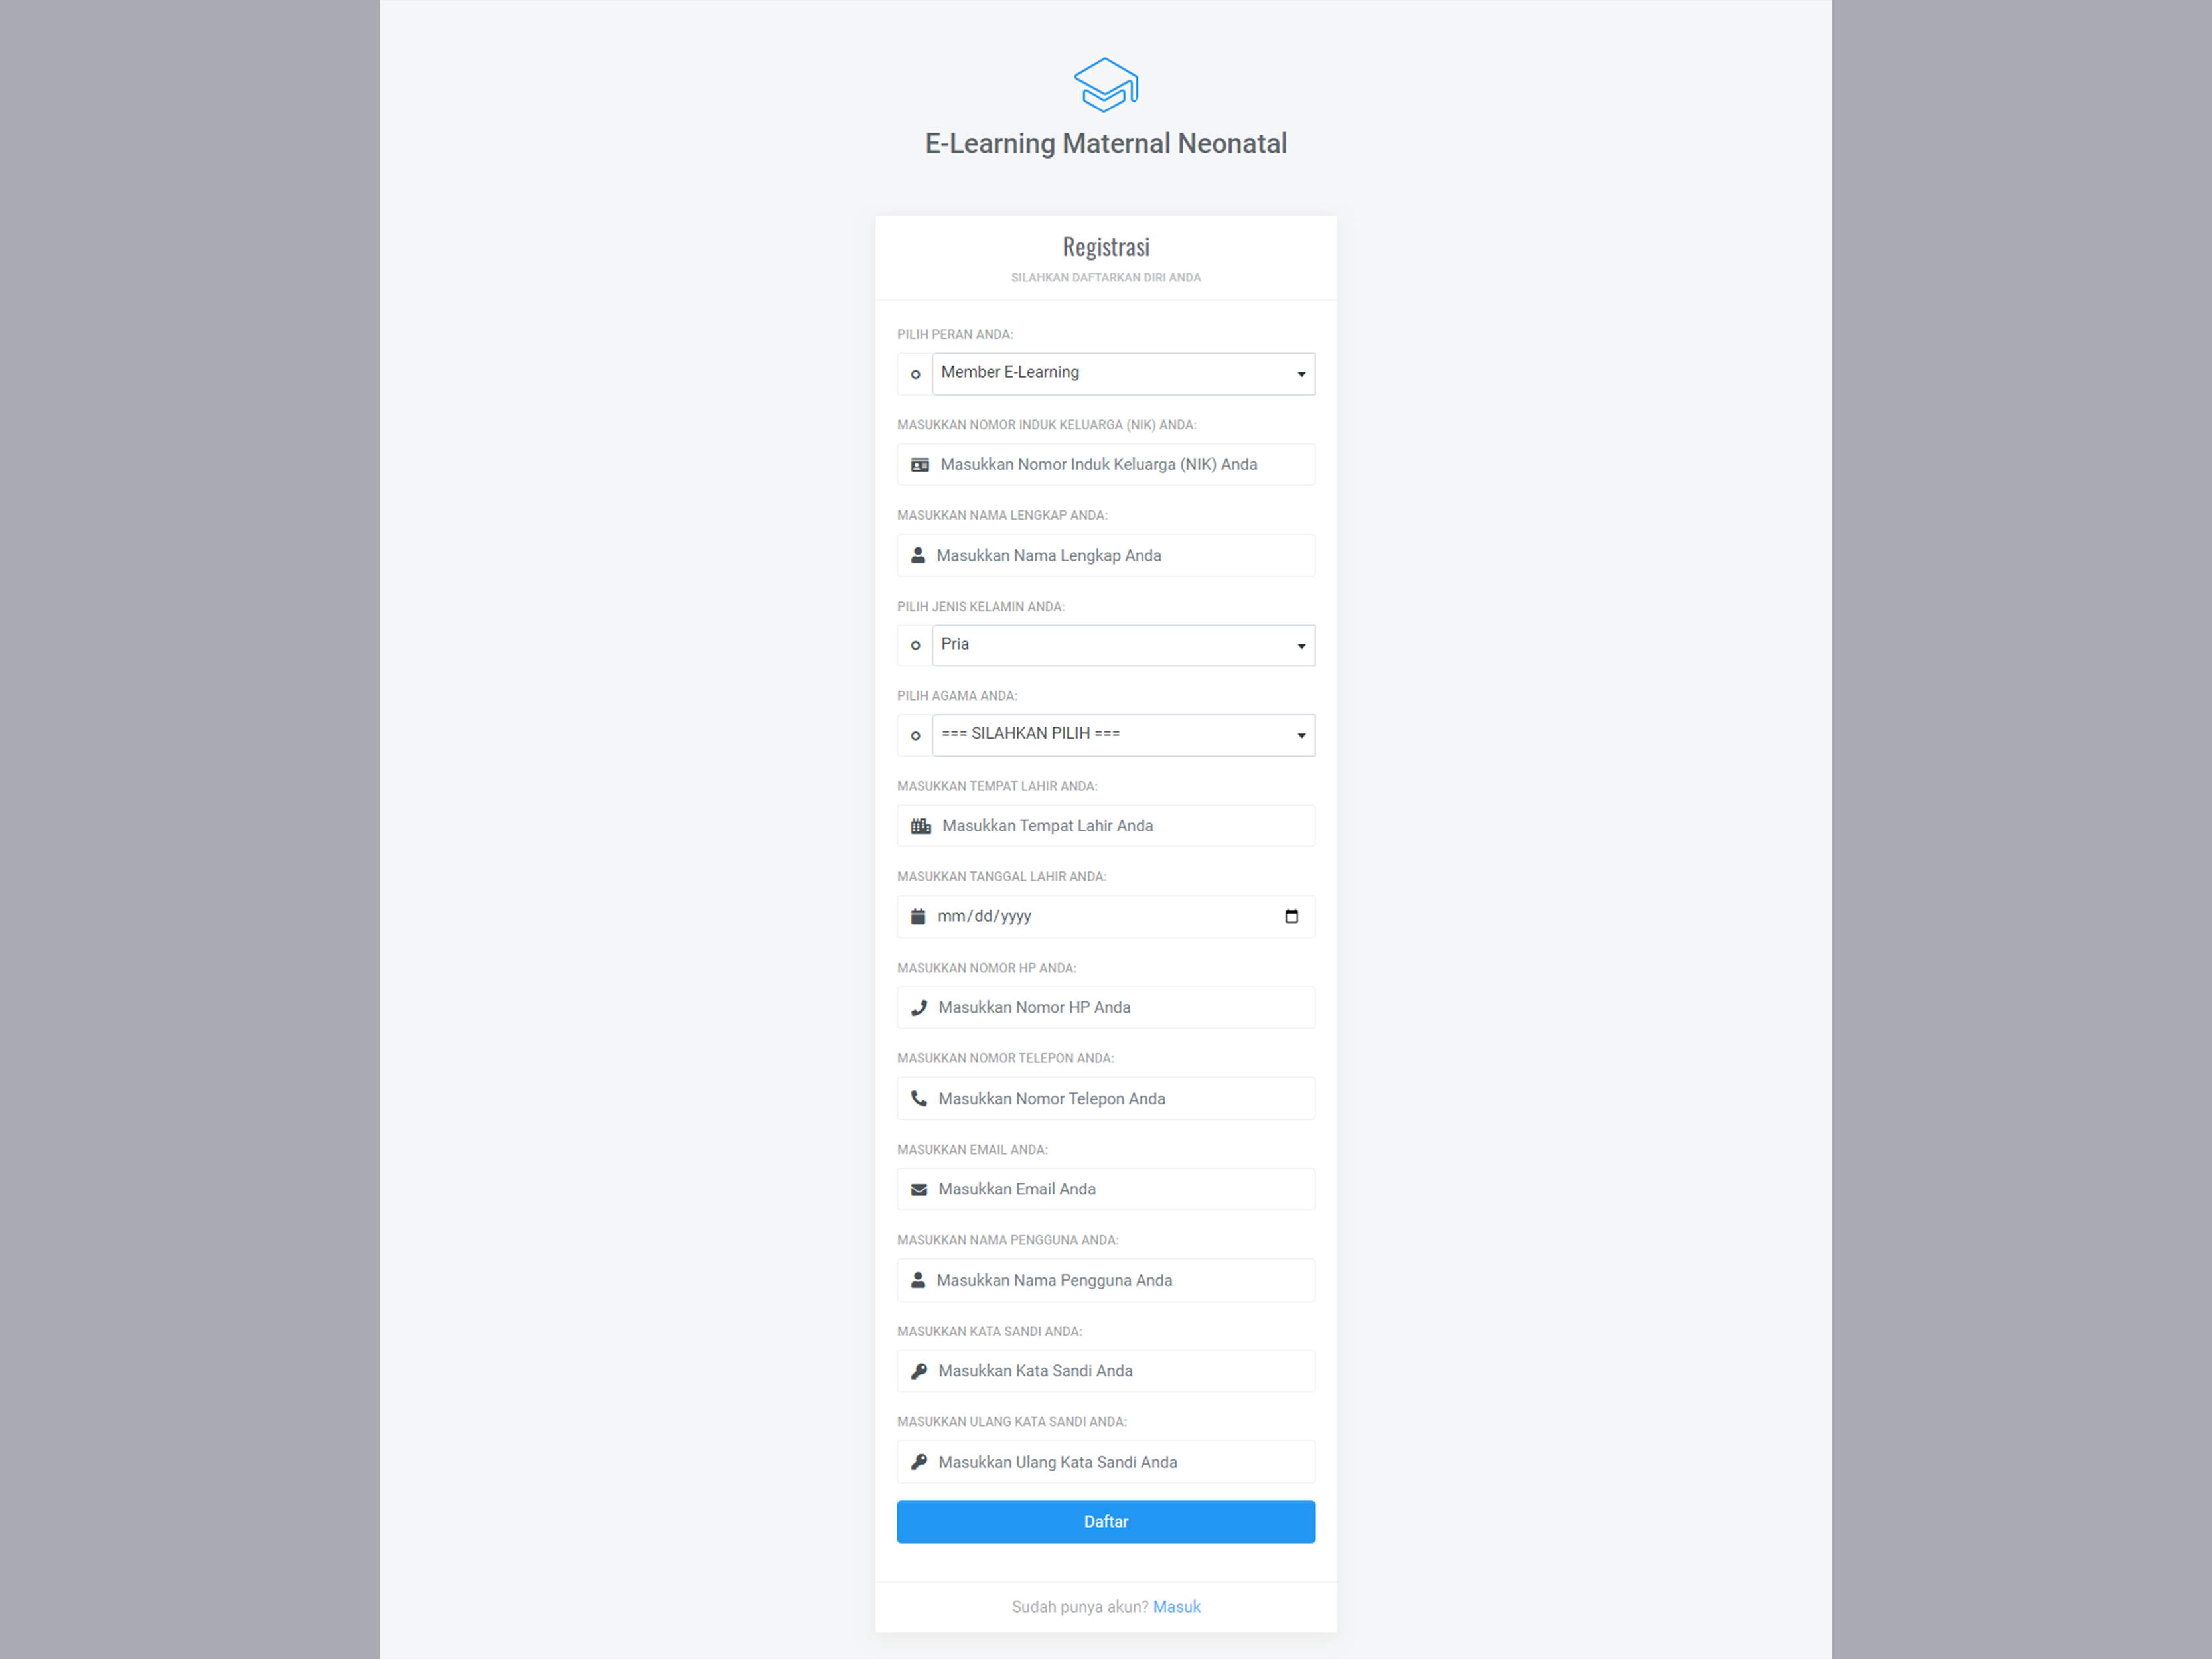 E-Learning Maternal Neonatal
Registrasi
SILAHKAN DAFTARKAN DIRI ANDA
PILIH PERAN ANDA:
Member E-Learning
MASUKKAN NOMOR INDUK KELUARGA (NIK) ANDA:
Masukkan Nomor Induk Keluarga (NIK) Anda
MASUKKAN NAMA LENGKAP ANDA:
Masukkan Nama Lengkap Anda
PILIH JENIS KELAMIN ANDA:
Pria
PILIH AGAMA ANDA:
=== SILAHKAN PILIH ===
MASUKKAN TEMPAT LAHIR ANDA:
Masukkan Tempat Lahir Anda
MASUKKAN TANGGAL LAHIR ANDA:
mm/dd/yyyy
MASUKKAN NOMOR HP ANDA:
Masukkan Nomor HP Anda
MASUKKAN NOMOR TELEPON ANDA:
Masukkan Nomor Telepon Anda
MASUKKAN EMAIL ANDA:
Masukkan Email Anda
MASUKKAN NAMA PENGGUNA ANDA:
Masukkan Nama Pengguna Anda
MASUKKAN KATA SANDI ANDA:
Masukkan Kata Sandi Anda
MASUKKAN ULANG KATA SANDI ANDA:
Masukkan Ulang Kata Sandi Anda
Daftar
Sudah punya akun? Masuk